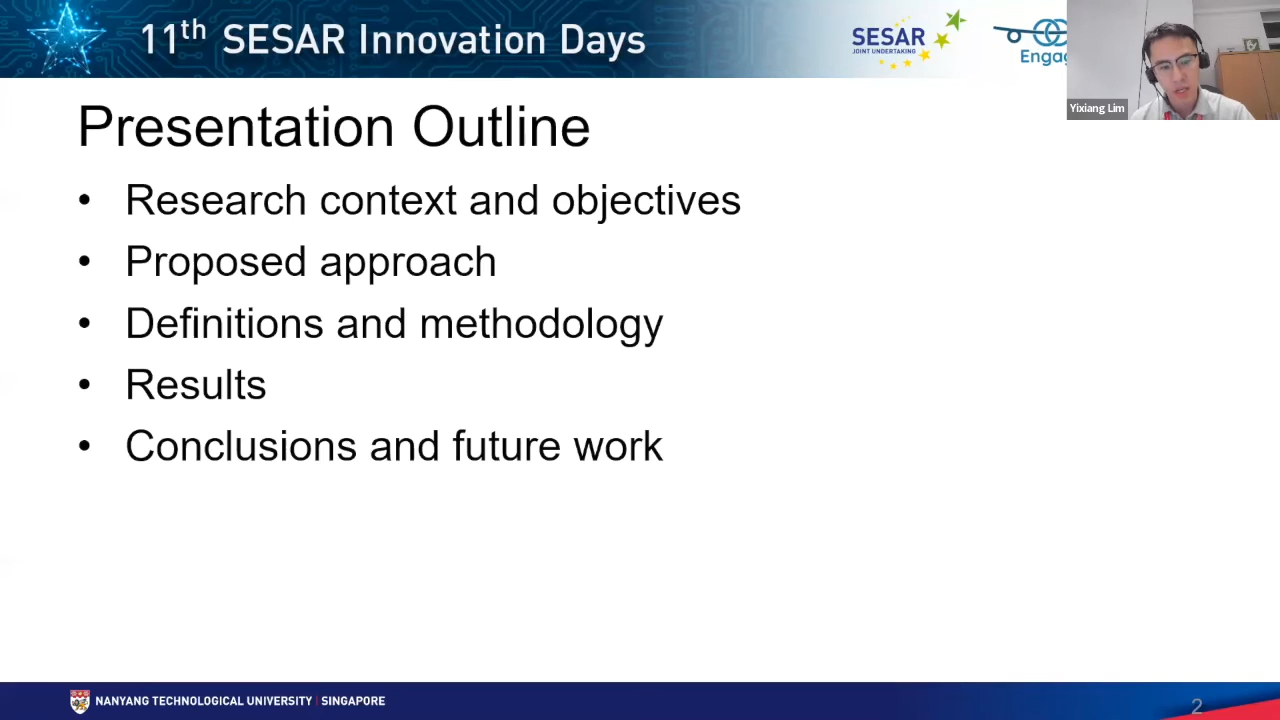 11th SESAR Innovation Days
SESAR
JOINT UNDERTAKING
Engag
Yixiang Lim
Presentation Outline
• Research context and objectives
• Proposed approach
• Definitions and methodology
• Results
• Conclusions and future work
NANYANG TECHNOLOGICAL UNIVERSITY | SINGAPORE
2